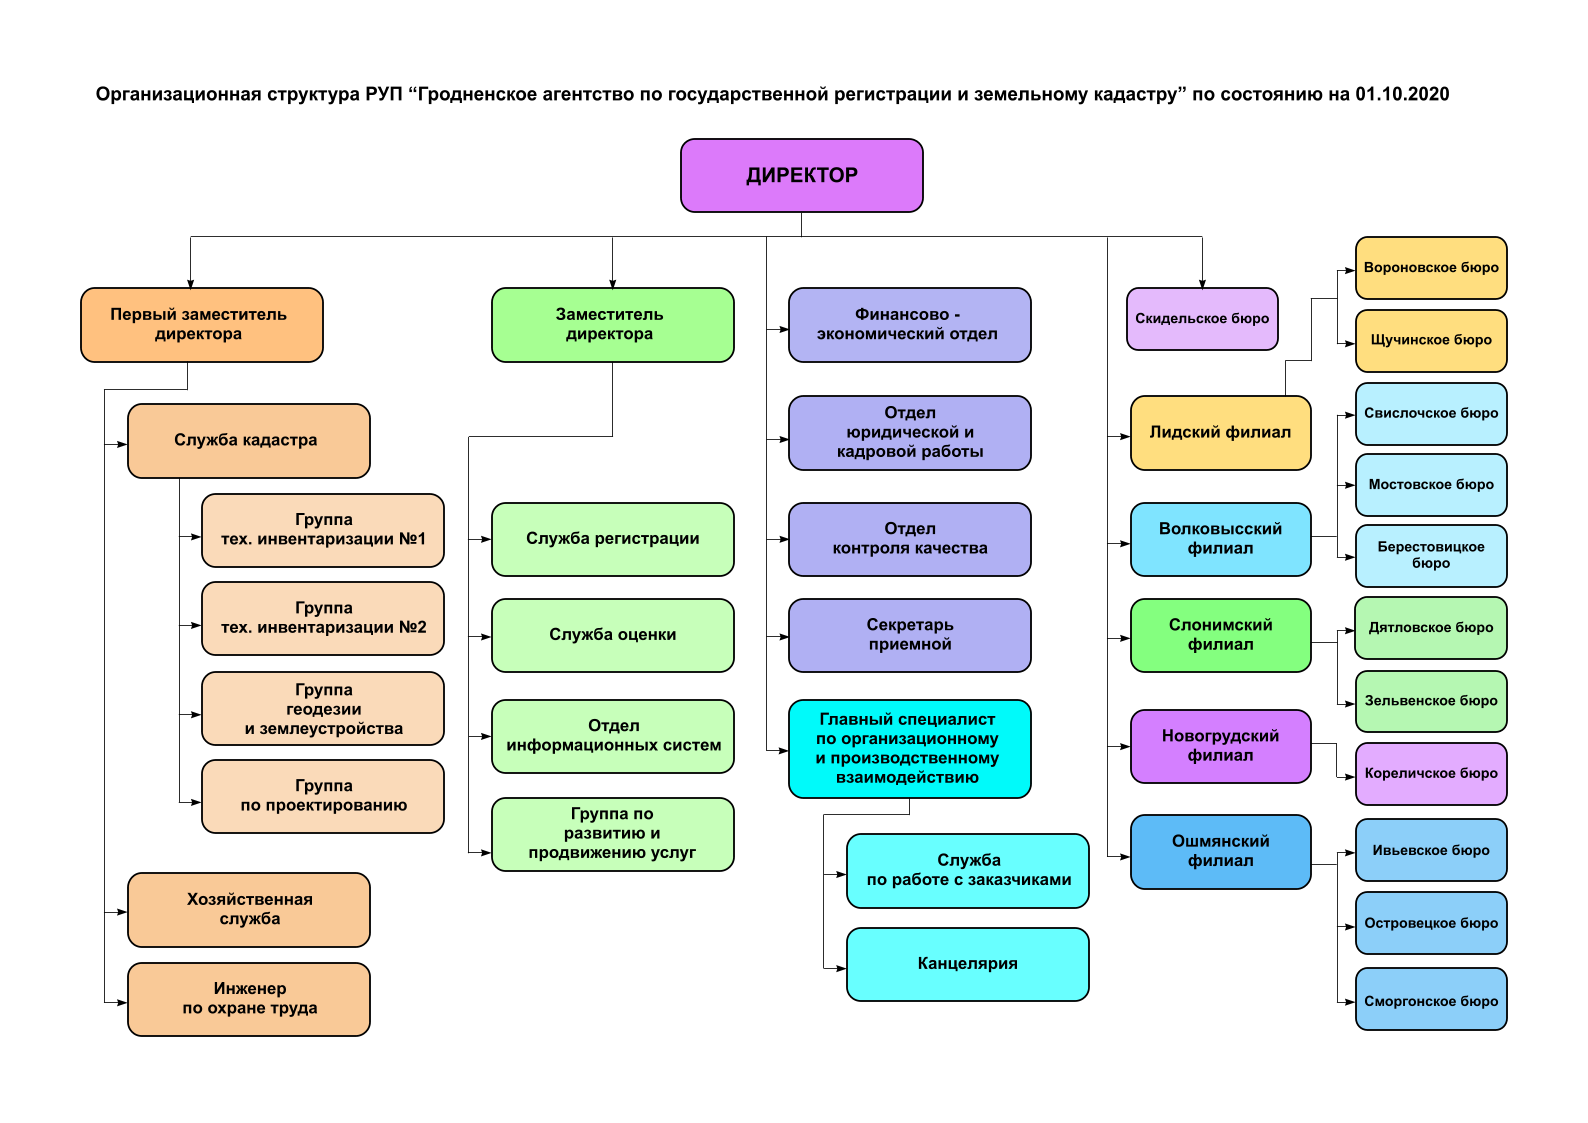 Организационная структура РУП “Гродненское агентство по государственной регистрации и земельному кадастру” по состоянию на 01.10.2020
ДИРЕКТОР
Первый заместитель
директора
Служба кадастра
Группа
тех. инвентаризации №1
Группа
тех. инвентаризации №2
Группа
геодезии
и землеустройства
Группа
по проектированию
Хозяйственная
служба
Инженер
по охране труда
Заместитель
директора
Служба регистрации
Служба оценки
Отдел
информационных систем
Группа по
развитию и
продвижению услуг
Финансово -
экономический отдел
Отдел
юридической и
кадровой работы
Отдел
контроля качества
Секретарь
приемной
Главный специалист
по организационному
и производственному
взаимодействию
Служба
по работе с заказчиками
Канцелярия
Скидельское бюро
Лидский филиал
Волковысский
филиал
Слонимский
филиал
Новогрудский
филиал
Ошмянский
филиал
Вороновское бюро
Щучинское бюро
Свислочское бюро
Мостовское бюро
Берестовицкое
бюро
Дятловское бюро
Зельвенское бюро
Кореличское бюро
Ивьевское бюро
Островецкое бюро
Сморгонское бюро